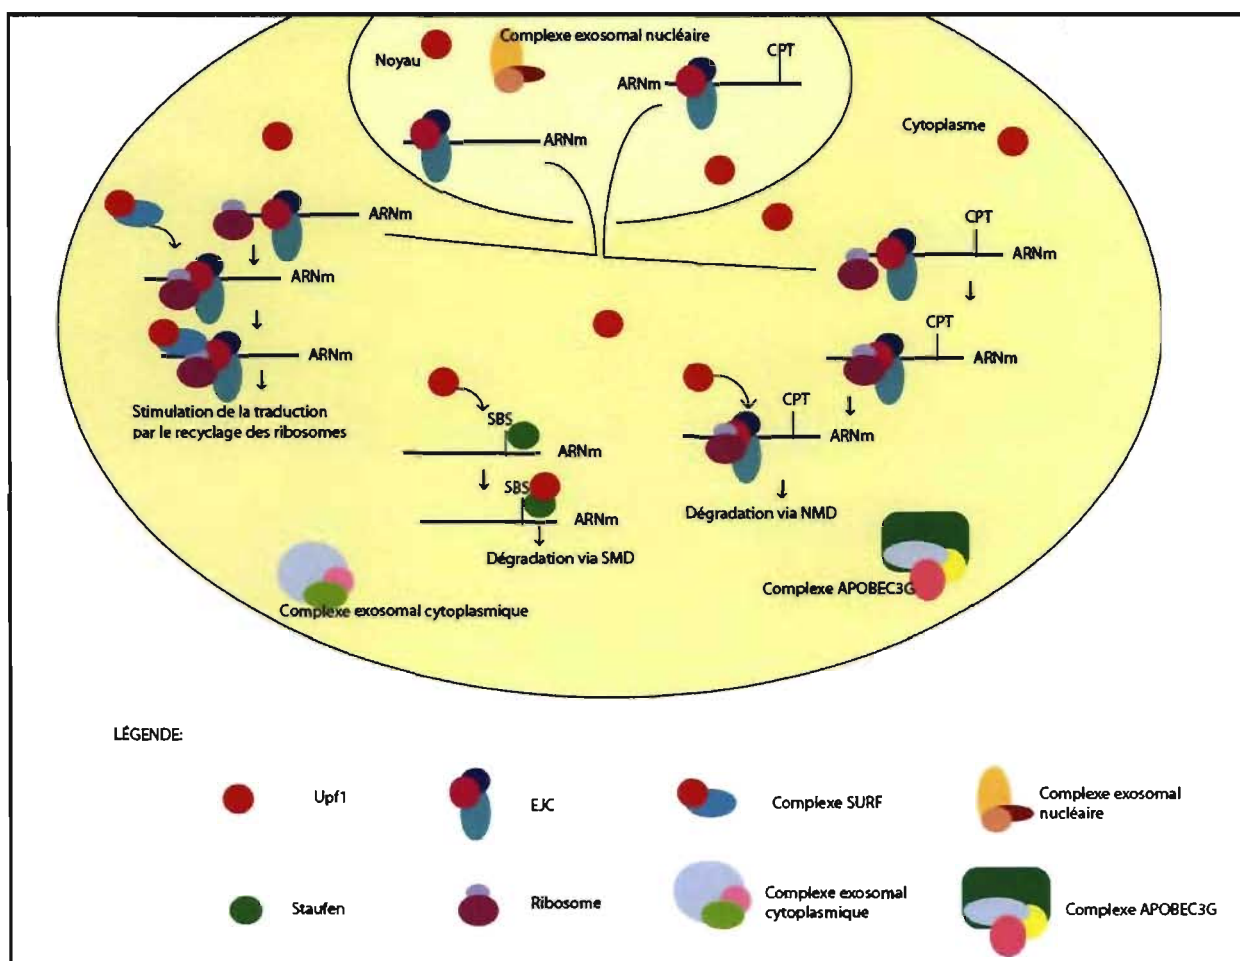 Complexe exosomal nucléaire
Noyau
CPT
ARNm
ARNm
Cytoplasme
ARNm
CPT
ARNm
ARNm
CPT
ARNm
ARNm
Stimulation de la traduction
par le recyclage des ribosomes
SBS
ARNm
CPT
ARNm
SBS
ARNm
Dégradation via SMD
Dégradation via NMD
Complexe exosomal cytoplasmique
Complexe APOBEC3G
LÉGENDE:
Upf1
EJC
Complexe SURF
Complexe exosomal
nucléaire
Staufen
Ribosome
Complexe exosomal
cytoplasmique
Complexe APOBEC3G